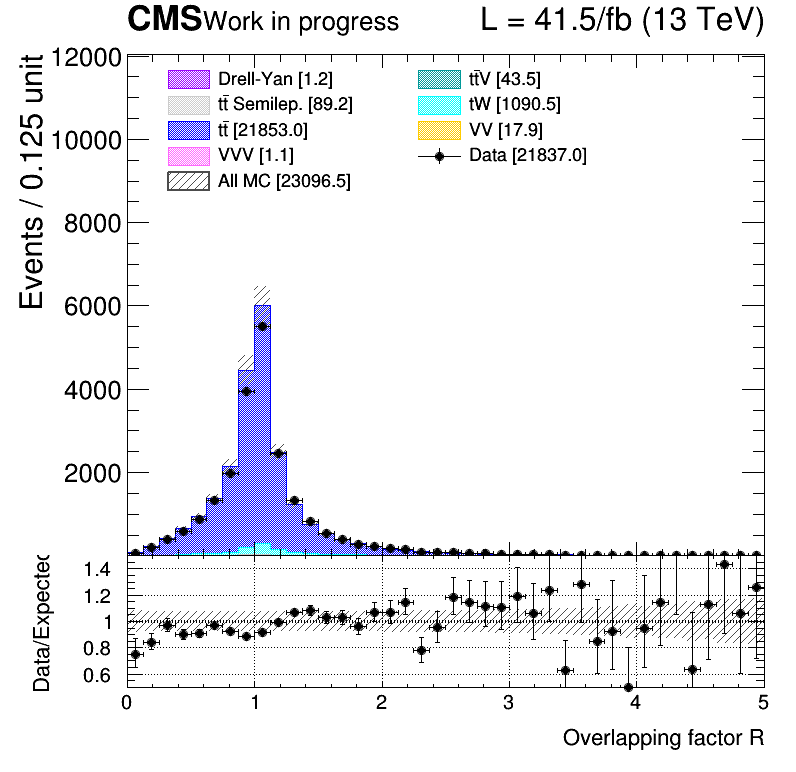 CMS Work in progress L = 41.5/fb (13 TeV)
Events / 0.125 unit
12000
10000
8000
6000
4000
2000
Drell-Yan [1.2]
tt̄ Semilep. [89.2]
tt̄ [21853.0]
VVV [1.1]
All MC [23096.5]
tt̄V [43.5]
tW [1090.5]
VV [17.9]
Data [21837.0]
Data/Expected
1.4
1.2
1
0.8
0.6
0 1 2 3 4 5
Overlapping factor R